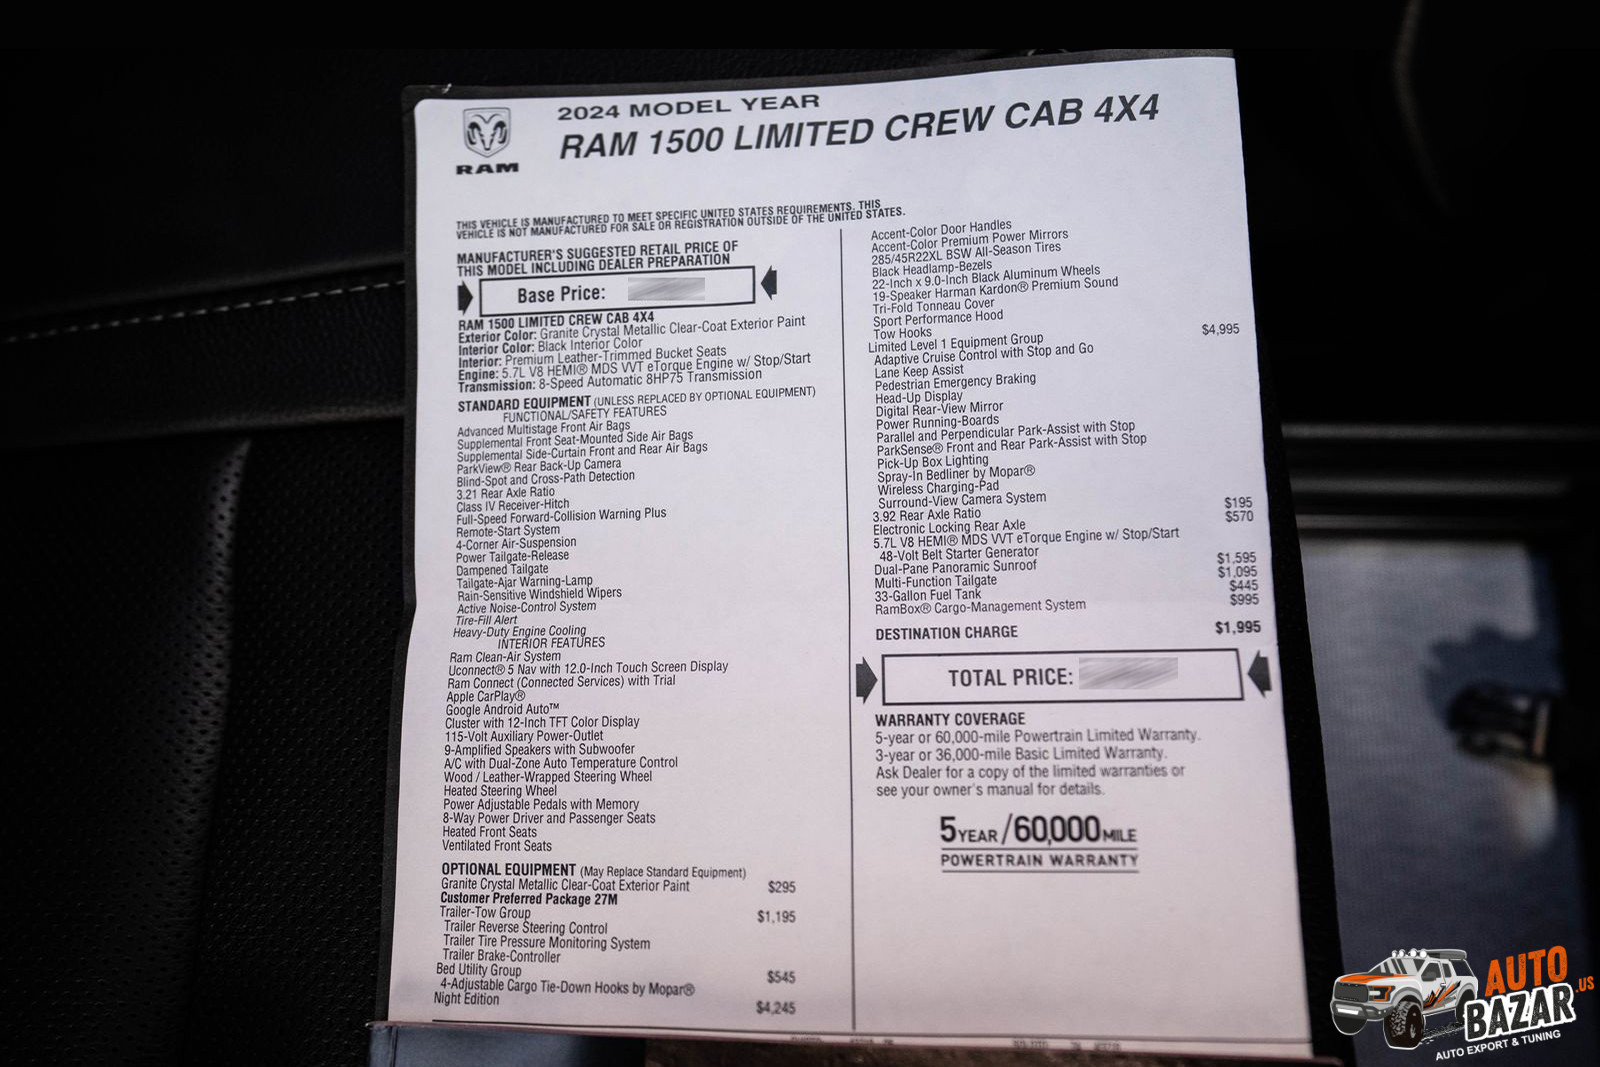 RAM
2024 MODEL YEAR
RAM 1500 LIMITED CREW CAB 4X4
THIS VEHICLE IS MANUFACTURED TO MEET SPECIFIC UNITED STATES REQUIREMENTS. THIS
VEHICLE IS NOT MANUFACTURED FOR SALE OR REGISTRATION OUTSIDE OF THE UNITED STATES.
MANUFACTURER'S SUGGESTED RETAIL PRICE OF
THIS MODEL INCLUDING DEALER PREPARATION
Base Price:
RAM 1500 LIMITED CREW CAB 4X4
Exterior Color: Granite Crystal Metallic Clear-Coat Exterior Paint
Interior Color: Black Interior Color
Interior: Premium Leather-Trimmed Bucket Seats
Engine: 5.7L V8 HEMI® MDS VVT eTorque Engine w/ Stop/Start
Transmission: 8-Speed Automatic 8HP75 Transmission
STANDARD EQUIPMENT (UNLESS REPLACED BY OPTIONAL EQUIPMENT)
FUNCTIONAL/SAFETY FEATURES
Advanced Multistage Front Air Bags
Supplemental Front Seat-Mounted Side Air Bags
Supplemental Side-Curtain Front and Rear Air Bags
ParkView® Rear Back-Up Camera
Blind-Spot and Cross-Path Detection
3.21 Rear Axle Ratio
Class IV Receiver-Hitch
Full-Speed Forward-Collision Warning Plus
Remote-Start System
4-Corner Air-Suspension
Power Tailgate-Release
Dampened Tailgate
Tailgate-Ajar Warning-Lamp
Rain-Sensitive Windshield Wipers
Active Noise-Control System
Tire-Fill Alert
Heavy-Duty Engine Cooling
INTERIOR FEATURES
Ram Clean-Air System
Uconnect® 5 Nav with 12.0-Inch Touch Screen Display
Ram Connect (Connected Services) with Trial
Apple CarPlay®
Google Android Auto™
Cluster with 12-Inch TFT Color Display
115-Volt Auxiliary Power-Outlet
9-Amplified Speakers with Subwoofer
A/C with Dual-Zone Auto Temperature Control
Wood / Leather-Wrapped Steering Wheel
Heated Steering Wheel
Power Adjustable Pedals with Memory
8-Way Power Driver and Passenger Seats
Heated Front Seats
Ventilated Front Seats
OPTIONAL EQUIPMENT (May Replace Standard Equipment)
Granite Crystal Metallic Clear-Coat Exterior Paint $295
Customer Preferred Package 27M
Trailer-Tow Group $1,195
Trailer Reverse Steering Control
Trailer Tire Pressure Monitoring System
Trailer Brake-Controller
Bed Utility Group $545
4-Adjustable Cargo Tie-Down Hooks by Mopar®
Night Edition $4,245
Accent-Color Door Handles
Accent-Color Premium Power Mirrors
285/45R22XL BSW All-Season Tires
Black Headlamp-Bezels
22-Inch x 9.0-Inch Black Aluminum Wheels
19-Speaker Harman Kardon® Premium Sound
Tri-Fold Tonneau Cover
Sport Performance Hood
Tow Hooks
Limited Level 1 Equipment Group $4,995
Adaptive Cruise Control with Stop and Go
Lane Keep Assist
Pedestrian Emergency Braking
Head-Up Display
Digital Rear-View Mirror
Power Running-Boards
Parallel and Perpendicular Park-Assist with Stop
ParkSense® Front and Rear Park-Assist with Stop
Pick-Up Box Lighting
Spray-In Bedliner by Mopar®
Wireless Charging-Pad
Surround-View Camera System
3.92 Rear Axle Ratio $195
Electronic Locking Rear Axle $570
5.7L V8 HEMI® MDS VVT eTorque Engine w/ Stop/Start
48-Volt Belt Starter Generator
Dual-Pane Panoramic Sunroof $1,595
Multi-Function Tailgate $1,095
33-Gallon Fuel Tank $445
RamBox® Cargo-Management System $995
DESTINATION CHARGE $1,995
TOTAL PRICE:
WARRANTY COVERAGE
5-year or 60,000-mile Powertrain Limited Warranty.
3-year or 36,000-mile Basic Limited Warranty.
Ask Dealer for a copy of the limited warranties or
see your owner's manual for details.
5 YEAR / 60,000 MILE
POWERTRAIN WARRANTY
AUTO
BAZAR.US
AUTO EXPORT & TUNING